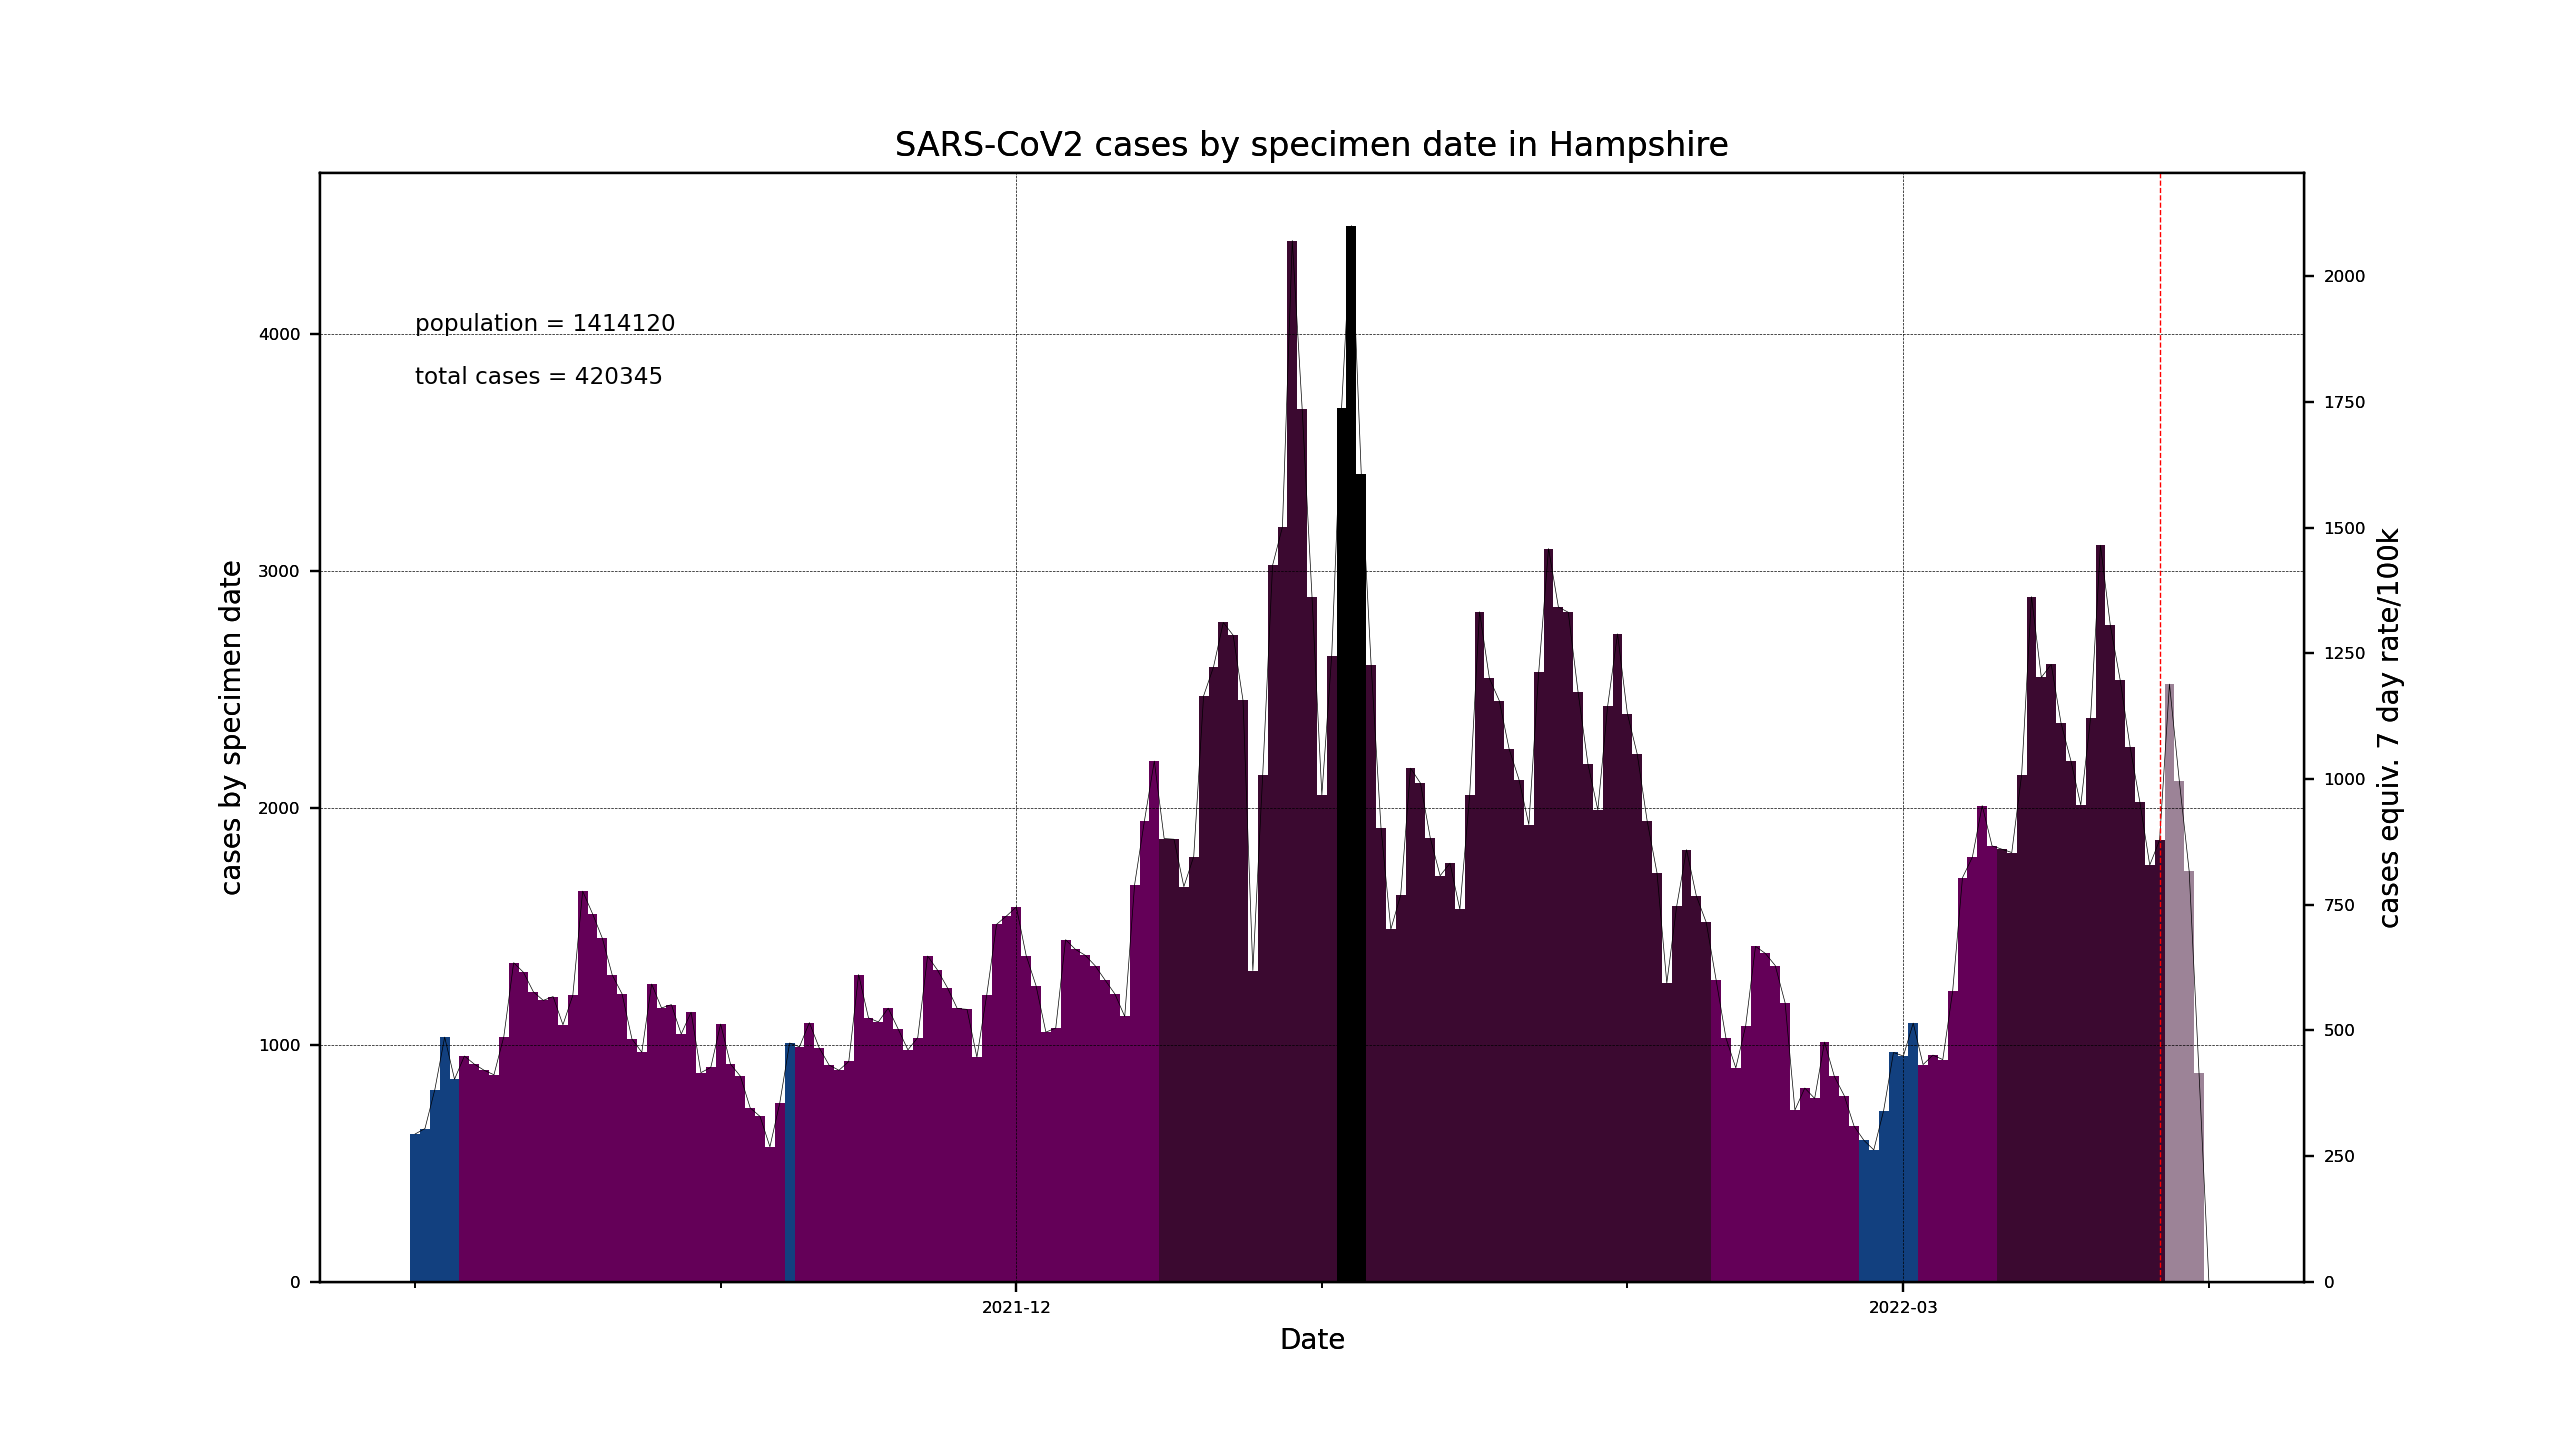 SARS-CoV2 cases by specimen date in Hampshire
population = 1414120
total cases = 420345
cases by specimen date
4000
3000
2000
1000
0
cases equiv. 7 day rate/100k
2000
1750
1500
1250
1000
750
500
250
0
2021-12
2022-03
Date